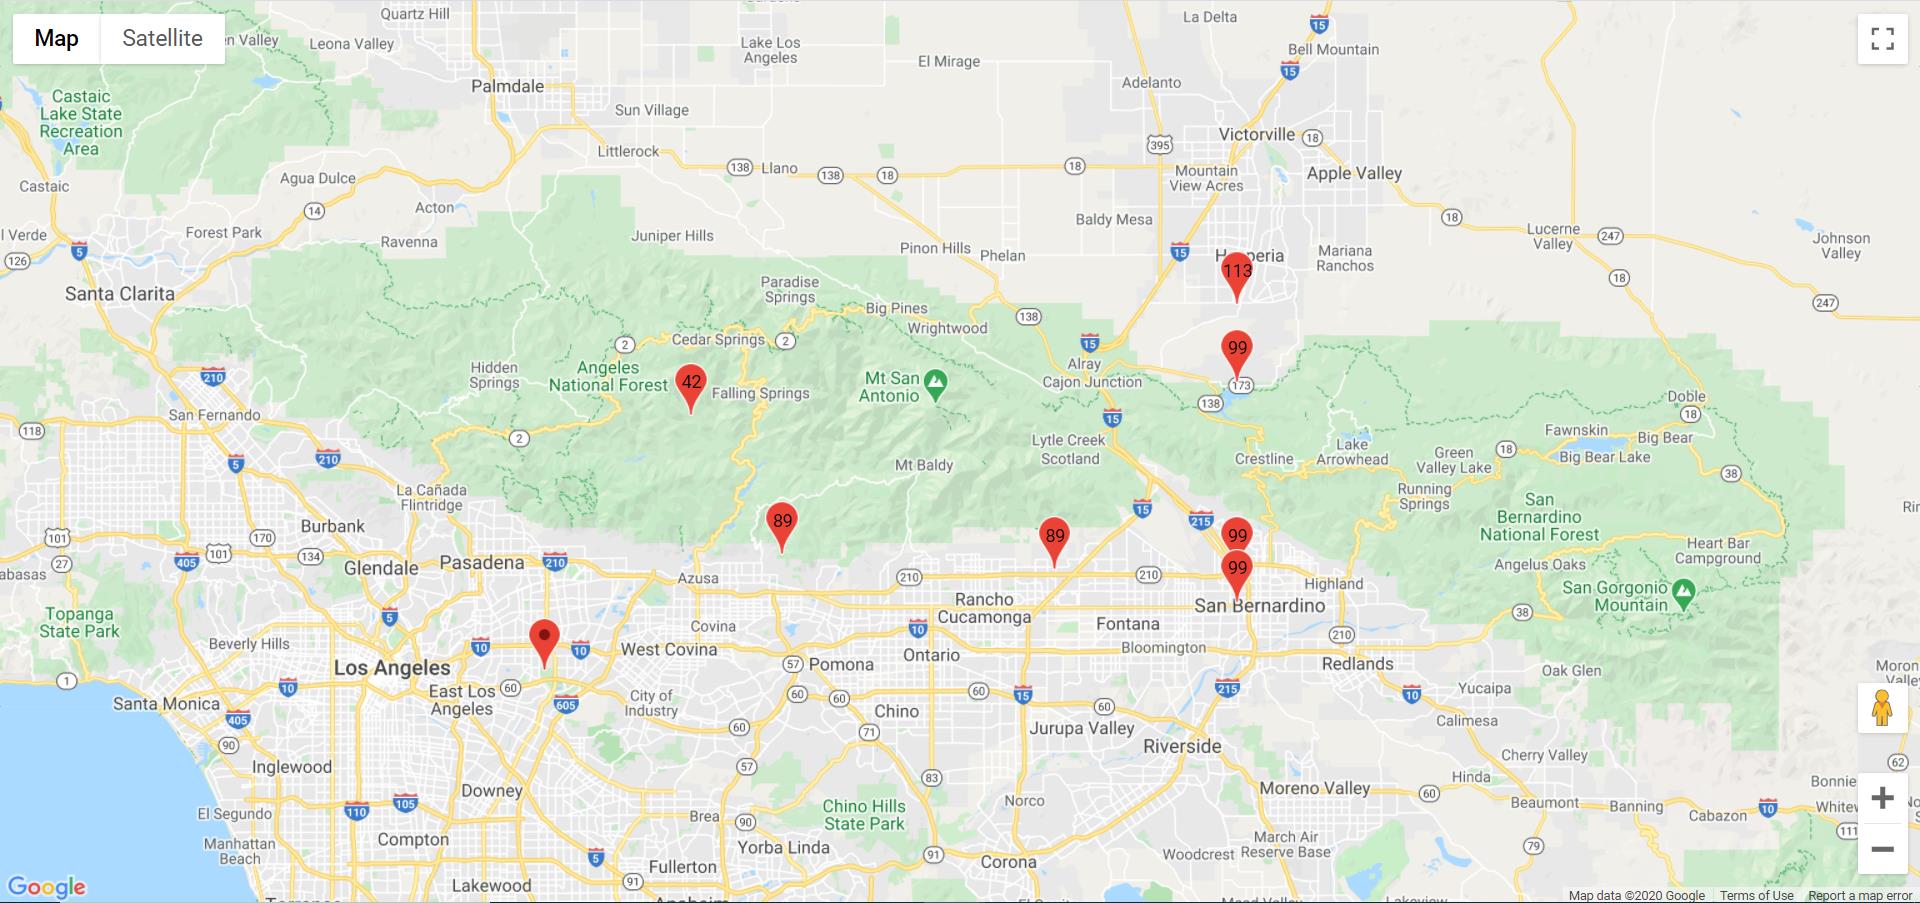 Map
Satellite
Quartz Hill
Leona Valley
en Valley
La Delta
15
Bell Mountain
Lake Los
Angeles
El Mirage
15
Adelanto
Palmdale
Castaic
Lake State
Recreation
Area
Sun Village
Victorville
18
395
Littlerock
138
Llano
138
18
18
Mountain
View Acres
Apple Valley
Castaic
Agua Dulce
14
Acton
Baldy Mesa
18
l Verde
Forest Park
Ravenna
Juniper Hills
Pinon Hills
Phelan
15
Mariana
Ranchos
Lucerne
Valley
247
Johnson
Valley
5
126
113
18
Santa Clarita
Paradise
Springs
Big Pines
247
138
Wrightwood
2
Cedar Springs
2
15
99
Alray
Cajon Junction
Hidden
Springs
210
Angeles
National Forest
42
Falling Springs
Mt San
Antonio
173
138
Doble
18
San Fernando
118
2
15
5
210
Lytle Creek
Scotland
Mt Baldy
Crestline
Lake
Arrowhead
Green
Valley Lake
18
Fawnskin
Big Bear
Big Bear Lake
38
La Cañada
Flintridge
Running
Springs
89
15
215
San
Bernardino
National Forest
Burbank
101
170
101
134
405
27
abasas
Glendale
Pasadena
210
89
99
99
Heart Bar
Campground
Angelus Oaks
Azusa
210
210
Highland
San Gorgonio
Mountain
Rancho
Cucamonga
San Bernardino
38
Topanga
State Park
5
Covina
10
Fontana
210
Beverly Hills
10
10
West Covina
Ontario
Bloomington
Los Angeles
57
Pomona
Redlands
Oak Glen
1
10
East Los
Angeles
60
605
City of
Industry
60
60
60
15
215
10
Yucaipa
Moron
Valley
Santa Monica
405
Chino
60
Calimesa
90
60
71
Jurupa Valley
Riverside
Cherry Valley
Inglewood
57
83
62
Hinda
Downey
Moreno Valley
60
Bonnie
El Segundo
110
105
Chino Hills
State Park
Norco
Beaumont
Banning
Cabazon
10
Whitew
111
Manhattan
Beach
Compton
Brea
90
March Air
Reserve Base
Yorba Linda
91
Corona
Woodcrest
79
5
Fullerton
91
Lakewood
Google
Map data ©2020 Google
Terms of Use
Report a map error